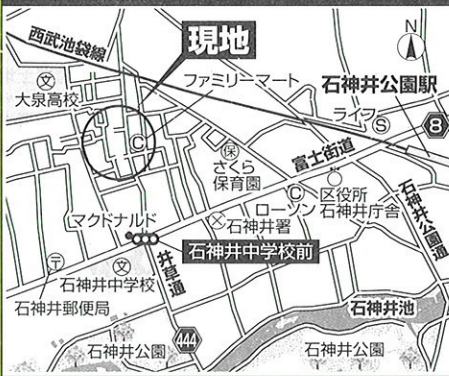 西武池袋線
現地
N
文
大泉高校
ファミリーマート
石神井公園駅
ライフ
S
8
C
保
さくら
保育園
富士街道
C
ローソン
区役所
石神井庁舎
マクドナルド
石神井署
石神井公園通
石神井中学校前
〒
文
石神井中学校
井草通
石神井郵便局
444
石神井池
石神井公園
石神井公園